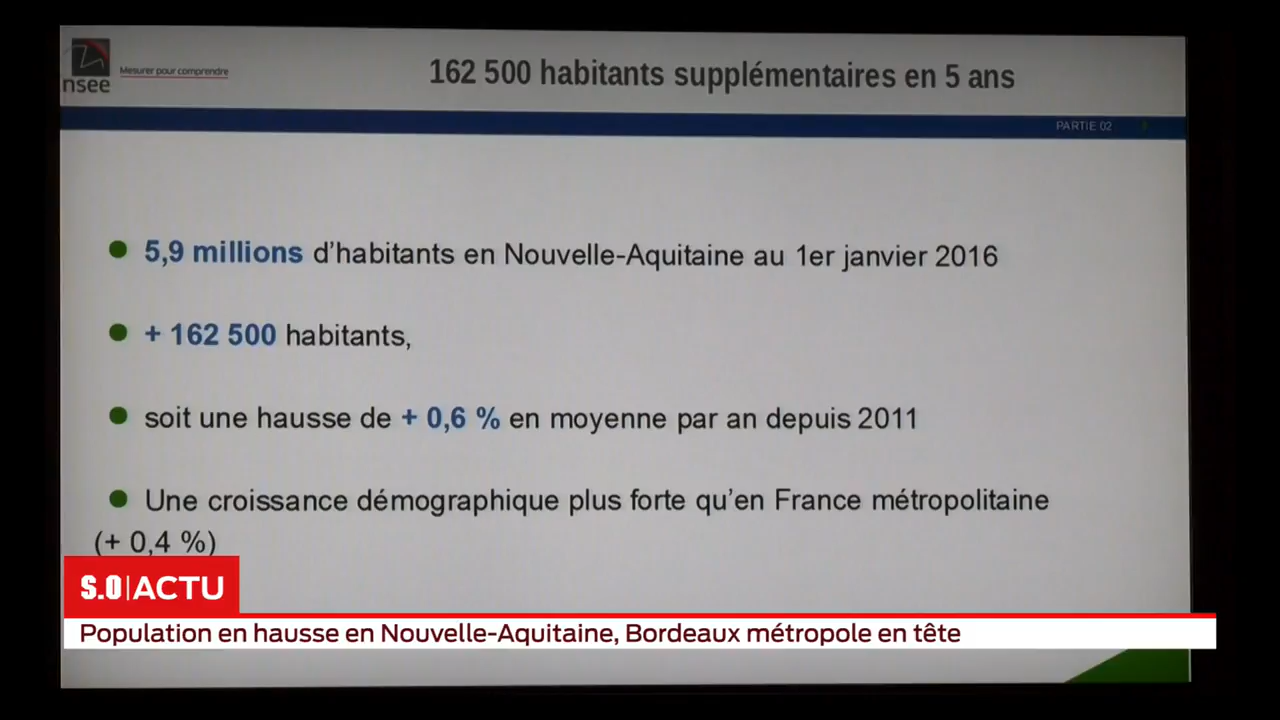 nsee
Mesurer pour comprendre
162 500 habitants supplémentaires en 5 ans
PARTIE 02
5,9 millions d'habitants en Nouvelle-Aquitaine au 1er janvier 2016
+ 162 500 habitants,
soit une hausse de + 0,6 % en moyenne par an depuis 2011
Une croissance démographique plus forte qu'en France métropolitaine
(+ 0,4 %)
S.O|ACTU
Population en hausse en Nouvelle-Aquitaine, Bordeaux métropole en tête